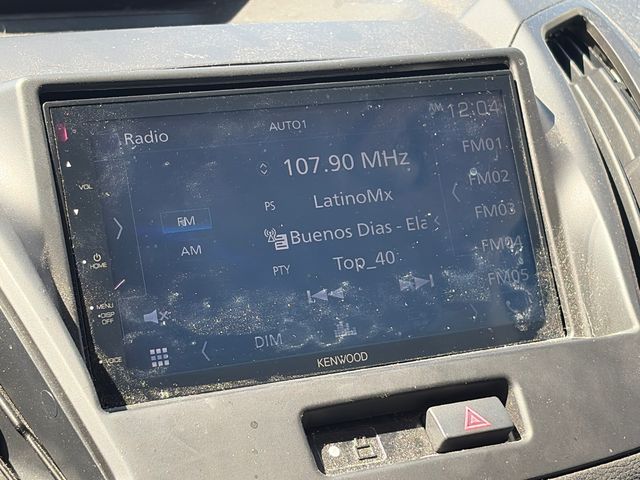 Radio
AUTO1
AM 12:04
107.90 MHz
FM01
FM02
FM03
FM04
FM05
PS LatinoMx
Buenos Dias - Ela
PTY Top_40
FM
AM
DIM
VOL
HOME
MENU
DISP
OFF
VOICE
KENWOOD